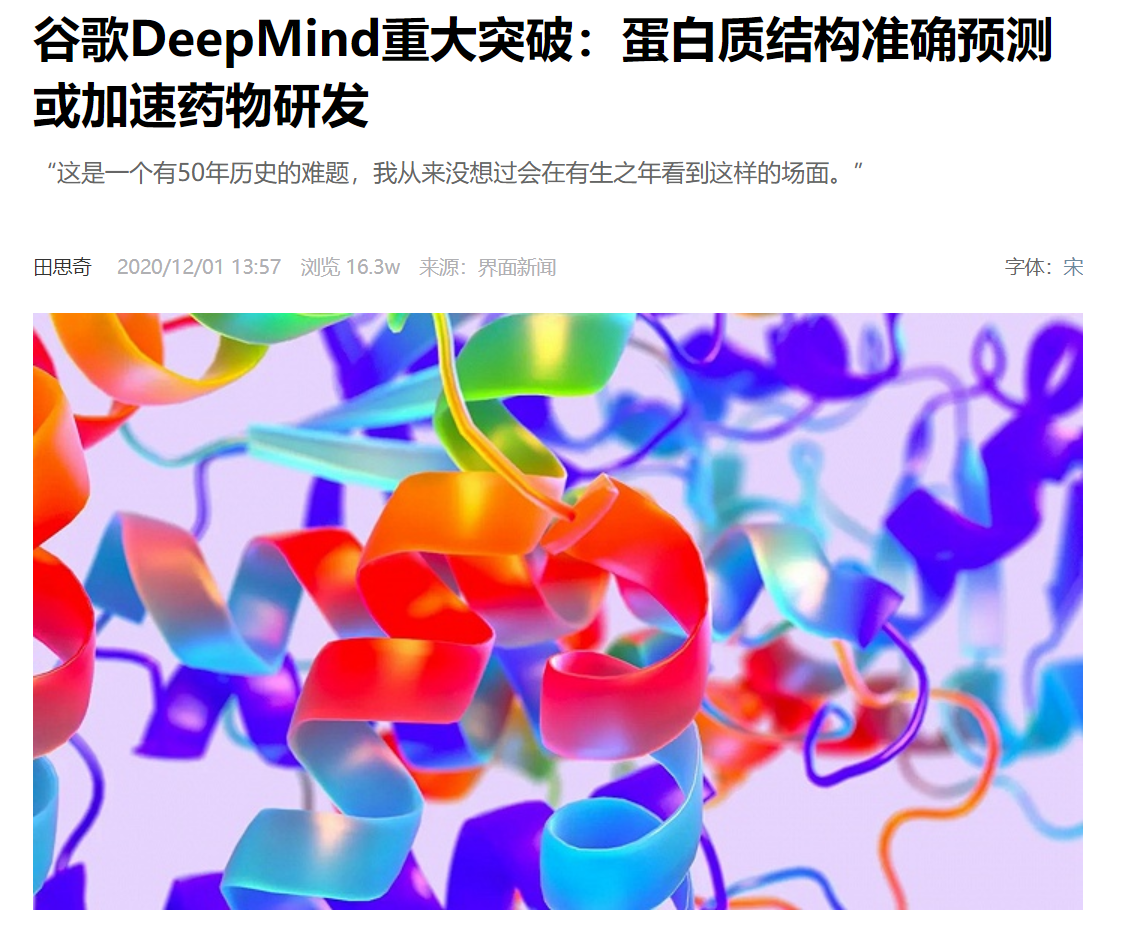 谷歌DeepMind重大突破：蛋白质结构准确预测
或加速药物研发
“这是一个有50年历史的难题，我从来没想过会在有生之年看到这样的场面。”
田思奇 2020/12/01 13:57 浏览 16.3w 来源：界面新闻 字体：宋